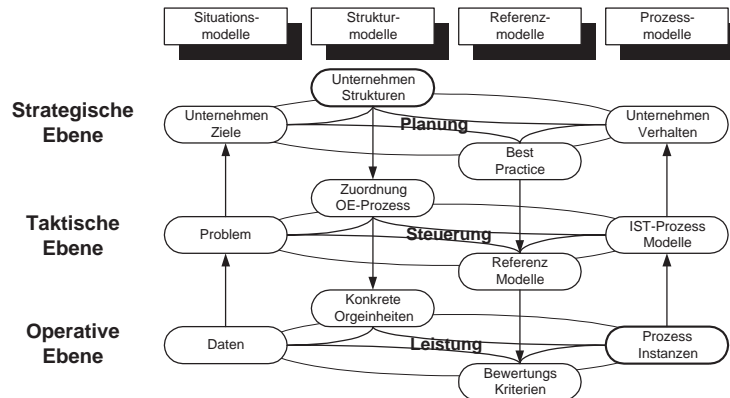 Situations-
modelle
Struktur-
modelle
Referenz-
modelle
Prozess-
modelle
Strategische
Ebene
Unternehmen
Ziele
Unternehmen
Strukturen
Planung
Best
Practice
Unternehmen
Verhalten
Taktische
Ebene
Problem
Zuordnung
OE-Prozess
Steuerung
Referenz
Modelle
IST-Prozess
Modelle
Operative
Ebene
Daten
Konkrete
Orgeinheiten
Leistung
Bewertungs
Kriterien
Prozess
Instanzen